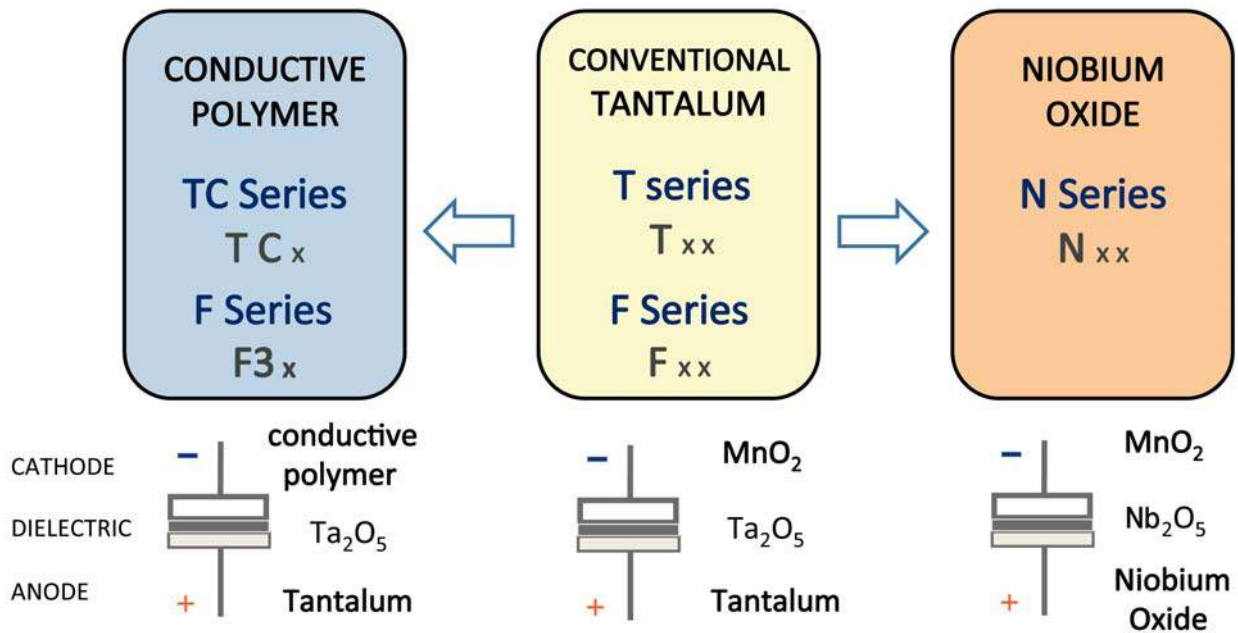 CONDUCTIVE
POLYMER
TC Series
T C x
F Series
F3 x
CONVENTIONAL
TANTALUM
T series
T x x
F Series
F x x
NIOBIUM
OXIDE
N Series
N x x
CATHODE
DIELECTRIC
ANODE
−
conductive
polymer
Ta₂O₅
+
Tantalum
−
MnO₂
Ta₂O₅
+
Tantalum
−
MnO₂
Nb₂O₅
+
Niobium
Oxide